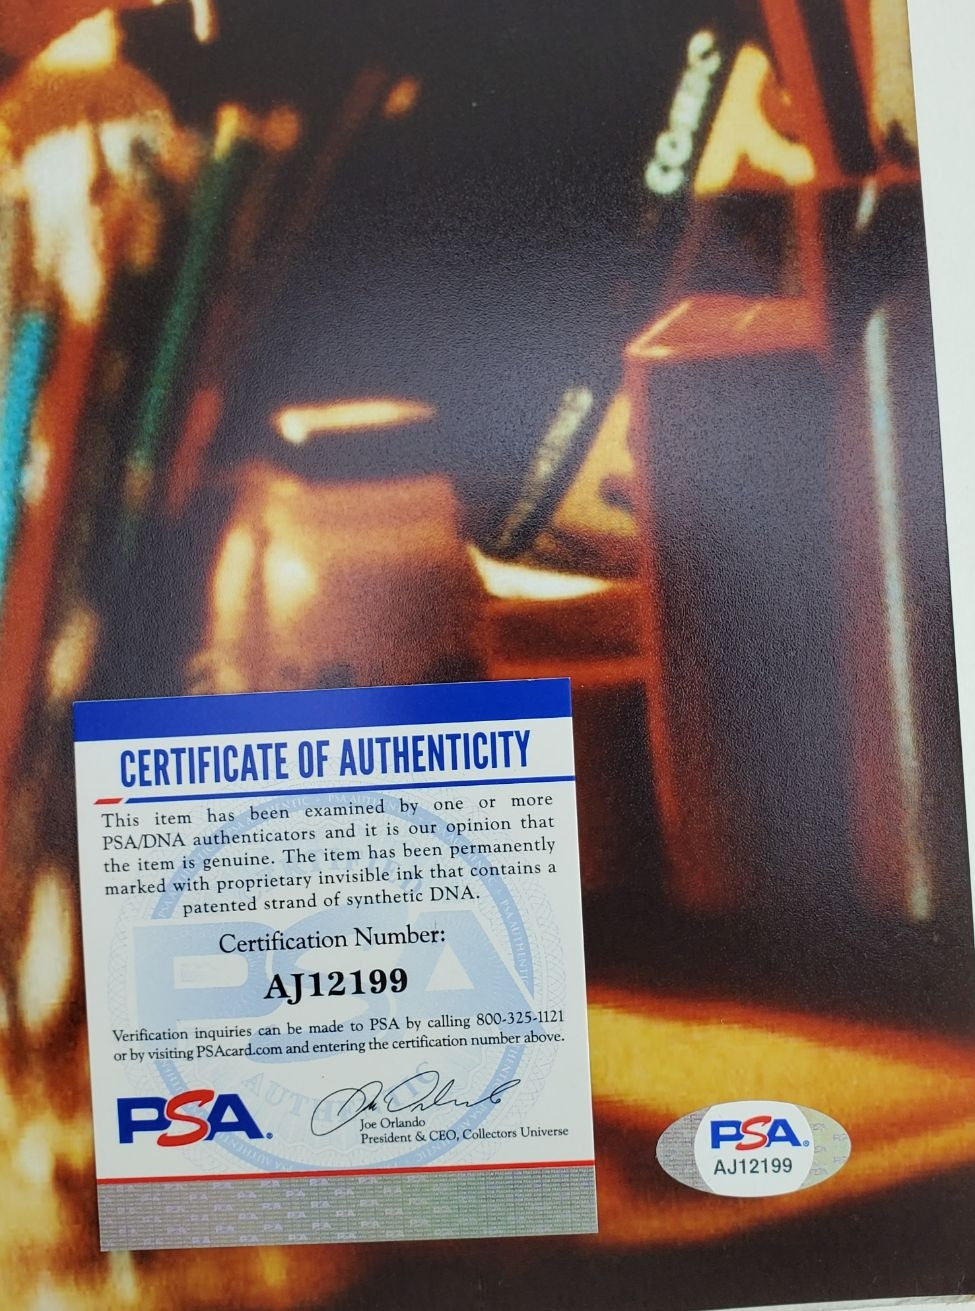 CONTÉ
CERTIFICATE OF AUTHENTICITY
This item has been examined by one or more
PSA/DNA authenticators and it is our opinion that
the item is genuine. The item has been permanently
marked with proprietary invisible ink that contains a
patented strand of synthetic DNA.
Certification Number:
AJ12199
Verification inquiries can be made to PSA by calling 800-325-1121
or by visiting PSAcard.com and entering the certification number above.
PSA®
Joe Orlando
President & CEO, Collectors Universe
PSA®
AJ12199